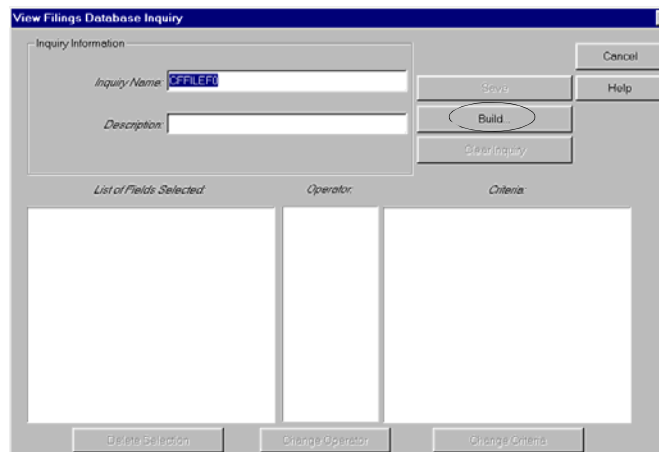 View Filings Database Inquiry
Inquiry Information
Cancel
Inquiry Name: CFFILEF0
Save
Help
Description:
Build...
Clear Inquiry
List of Fields Selected:
Operator:
Criteria:
Delete Selection
Change Operator
Change Criteria